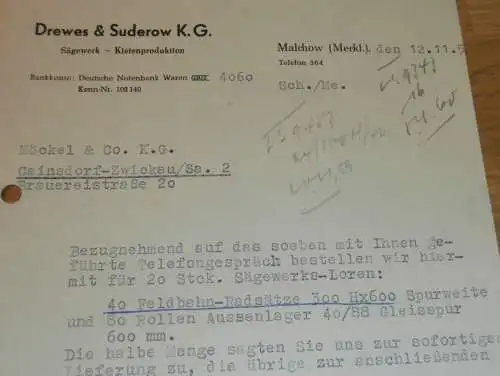 Drewes & Suderow K.G.
Sägewerk - Kistenproduktion
Malchow (Meckl.), den 12.11.5
Telefon 364
Bankkonto: Deutsche Notenbank Waren 4060
Kenn-Nr. 108140
Sch./Me.
Möckel & Co. K.G.
Cainsdorf-Zwickau/Sa. 2
Brauereistraße 20
Bezugnehmend auf das soeben mit Ihnen ge-
führte Telefongespräch bestellen wir hier-
mit für 20 Stck. Sägewerks-Loren:
40 Feldbahn-Radsätze 300 Hx600 Spurweite
und 80 Rollen Aussenlager 40/88 Gleisspur
600 mm.
Die halbe Menge sagten Sie uns zur sofortige
Lieferung zu, die übrige zur anschließenden